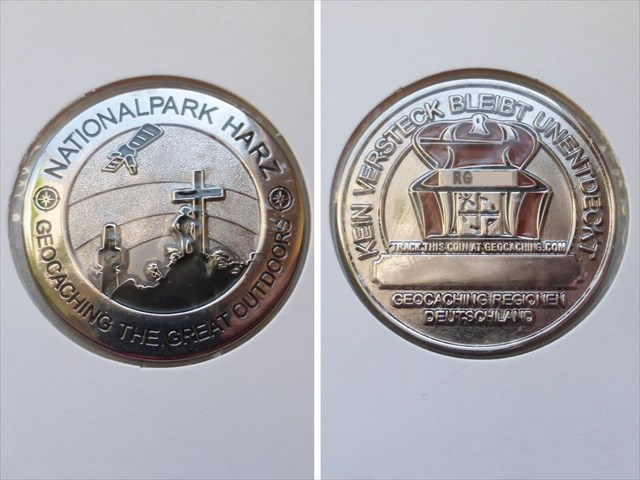 NATIONALPARK HARZ
GEOCACHING THE GREAT OUTDOORS
KEIN VERSTECK BLEIBT UNENTDECKT
RG
TRACK THIS COIN AT GEOCACHING.COM
GEOCACHING REGIONEN
DEUTSCHLAND